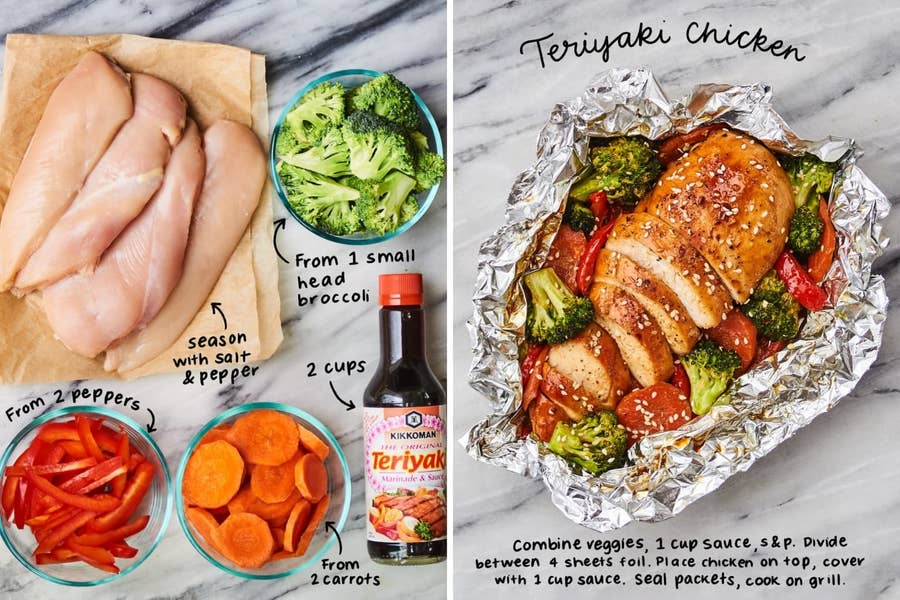 From 1 small
head
broccoli
season
with salt
& pepper
2 cups
From 2 peppers
KIKKOMAN
THE ORIGINAL
Teriyak
Marinade & Sauce
From
2 carrots
Teriyaki Chicken
Combine veggies, 1 cup sauce, s&p. Divide
between 4 sheets foil. Place chicken on top, cover
with 1 cup sauce. Seal packets, cook on grill.